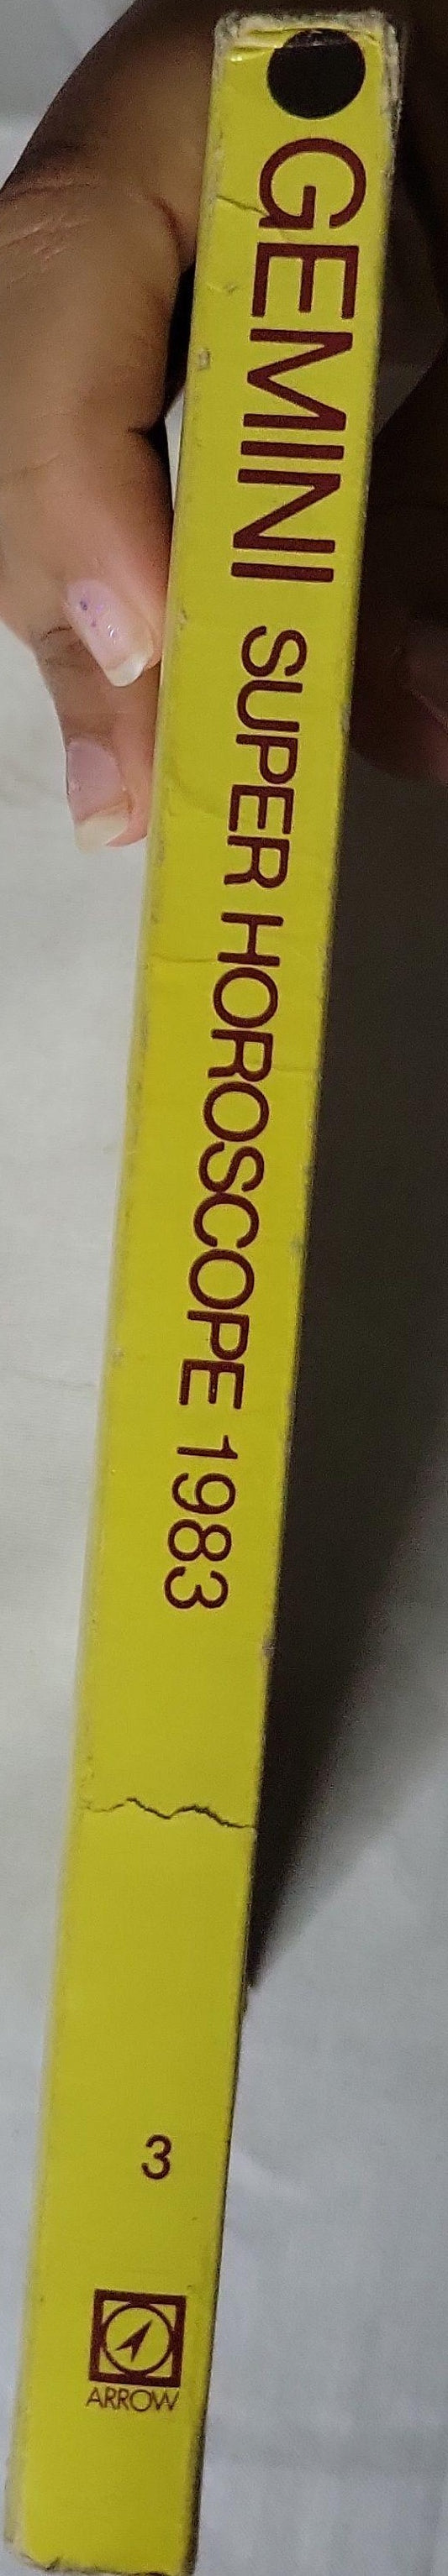 GEMINI SUPER HOROSCOPE 1983
3
ARROW